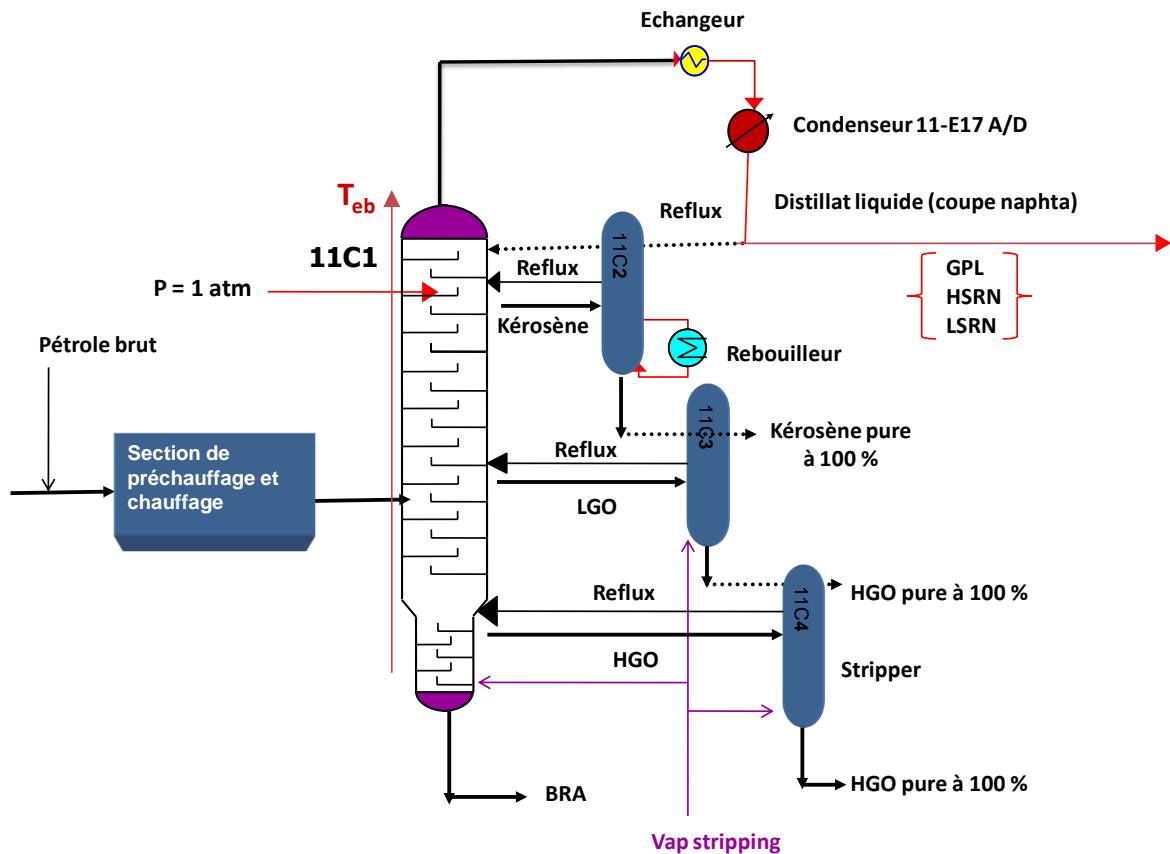 Echangeur
Condenseur 11-E17 A/D
T
eb
Reflux
Distillat liquide (coupe naphta)
11C1
11C2
Reflux
GPL
HSRN
LSRN
P = 1 atm
Kérosène
Pétrole brut
Rebouilleur
11C3
Kérosène pure
à 100 %
Section de
préchauffage et
chauffage
Reflux
LGO
Reflux
11C4
HGO pure à 100 %
HGO
Stripper
BRA
HGO pure à 100 %
Vap stripping